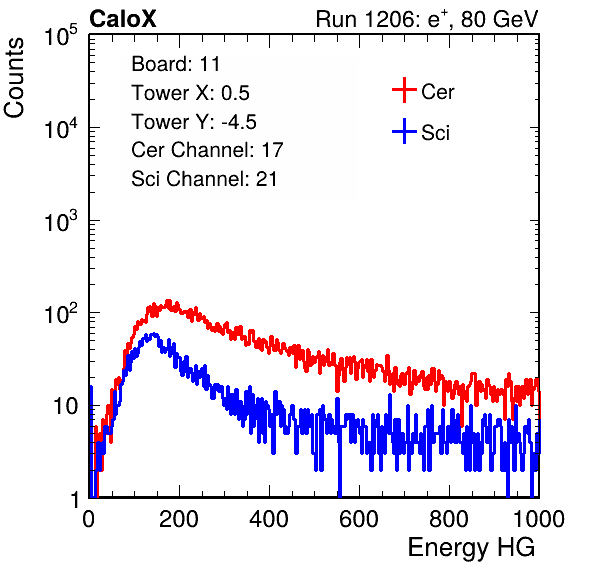 CaloX Run 1206: e+, 80 GeV
Board: 11
Tower X: 0.5
Tower Y: -4.5
Cer Channel: 17
Sci Channel: 21
Cer
Sci
Counts
10^5
10^4
10^3
10^2
10
1
0 200 400 600 800 1000
Energy HG